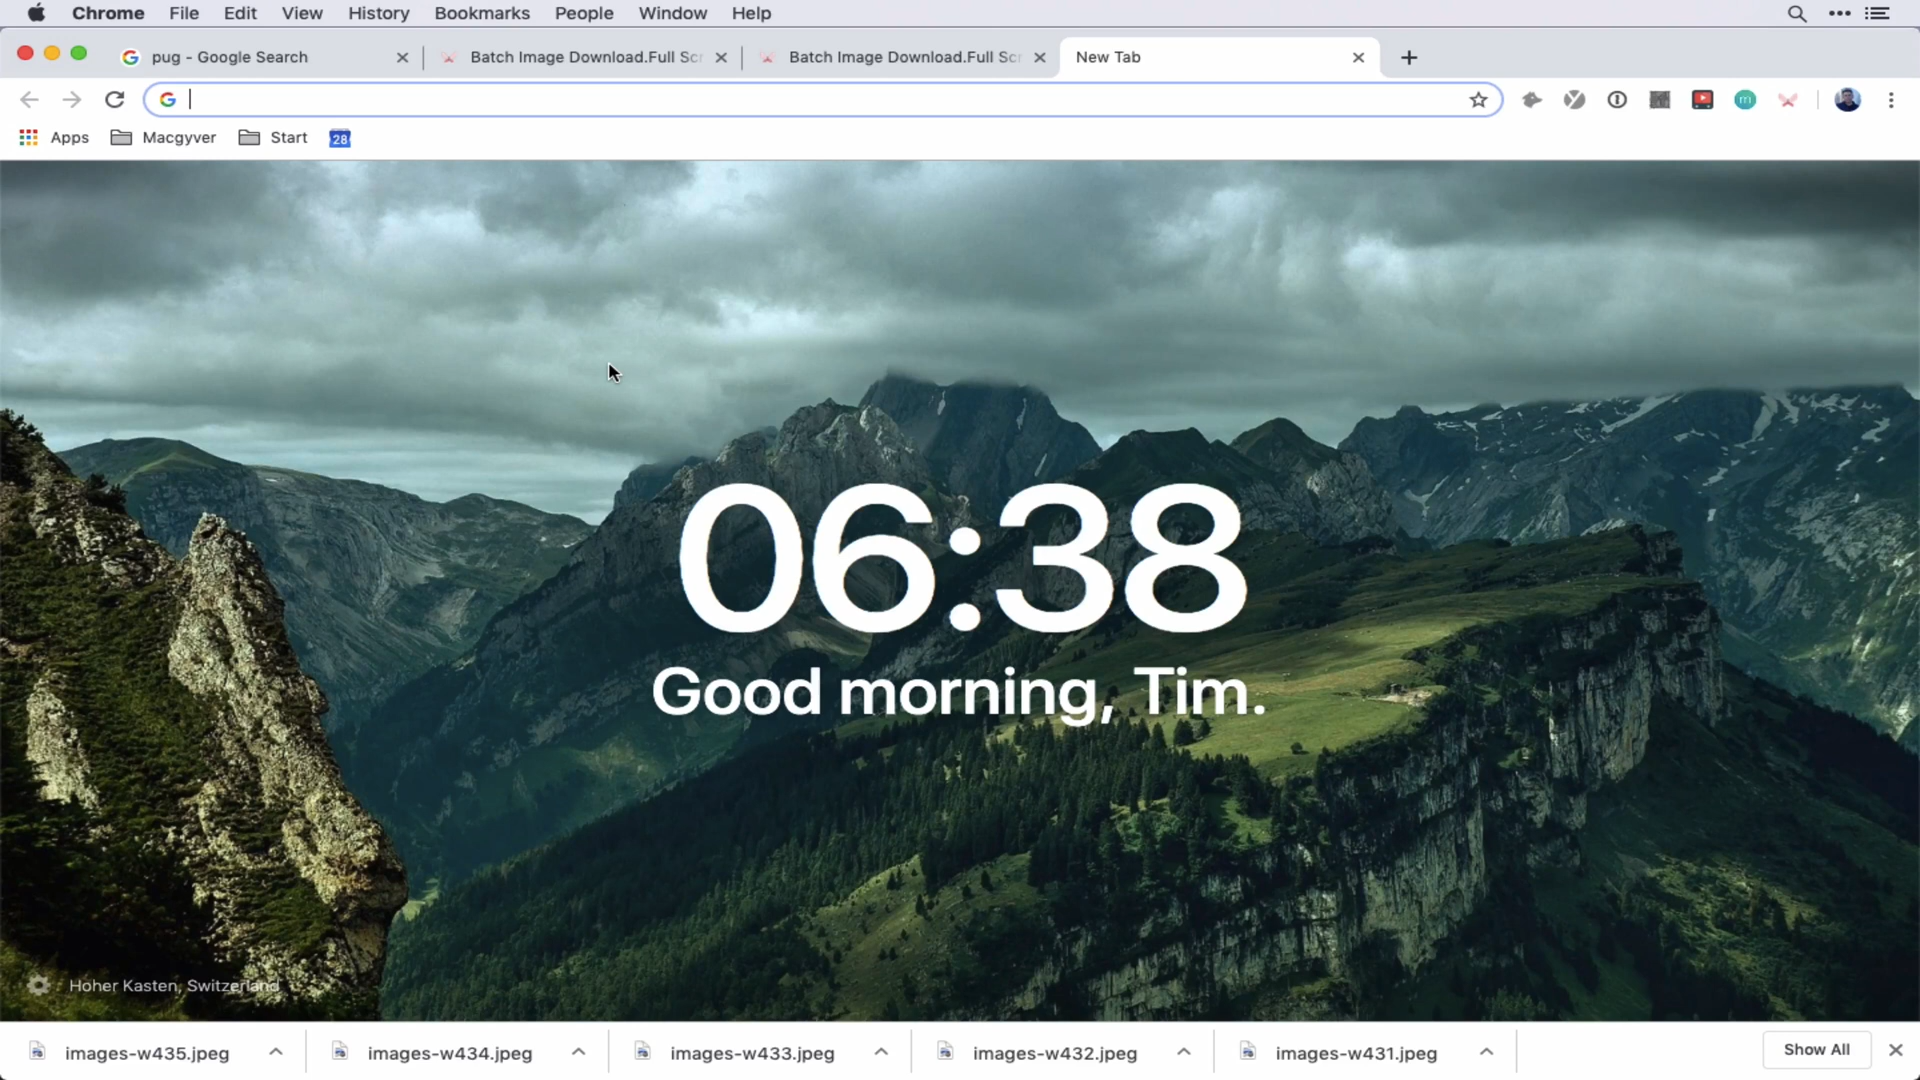 Chrome File Edit View History Bookmarks People Window Help
pug - Google Search
Batch Image Download.Full Scr
Batch Image Download.Full Scr
New Tab
Apps Macgyver Start 28
06:38
Good morning, Tim.
Hoher Kasten, Switzerland
images-w435.jpeg images-w434.jpeg images-w433.jpeg images-w432.jpeg images-w431.jpeg Show All